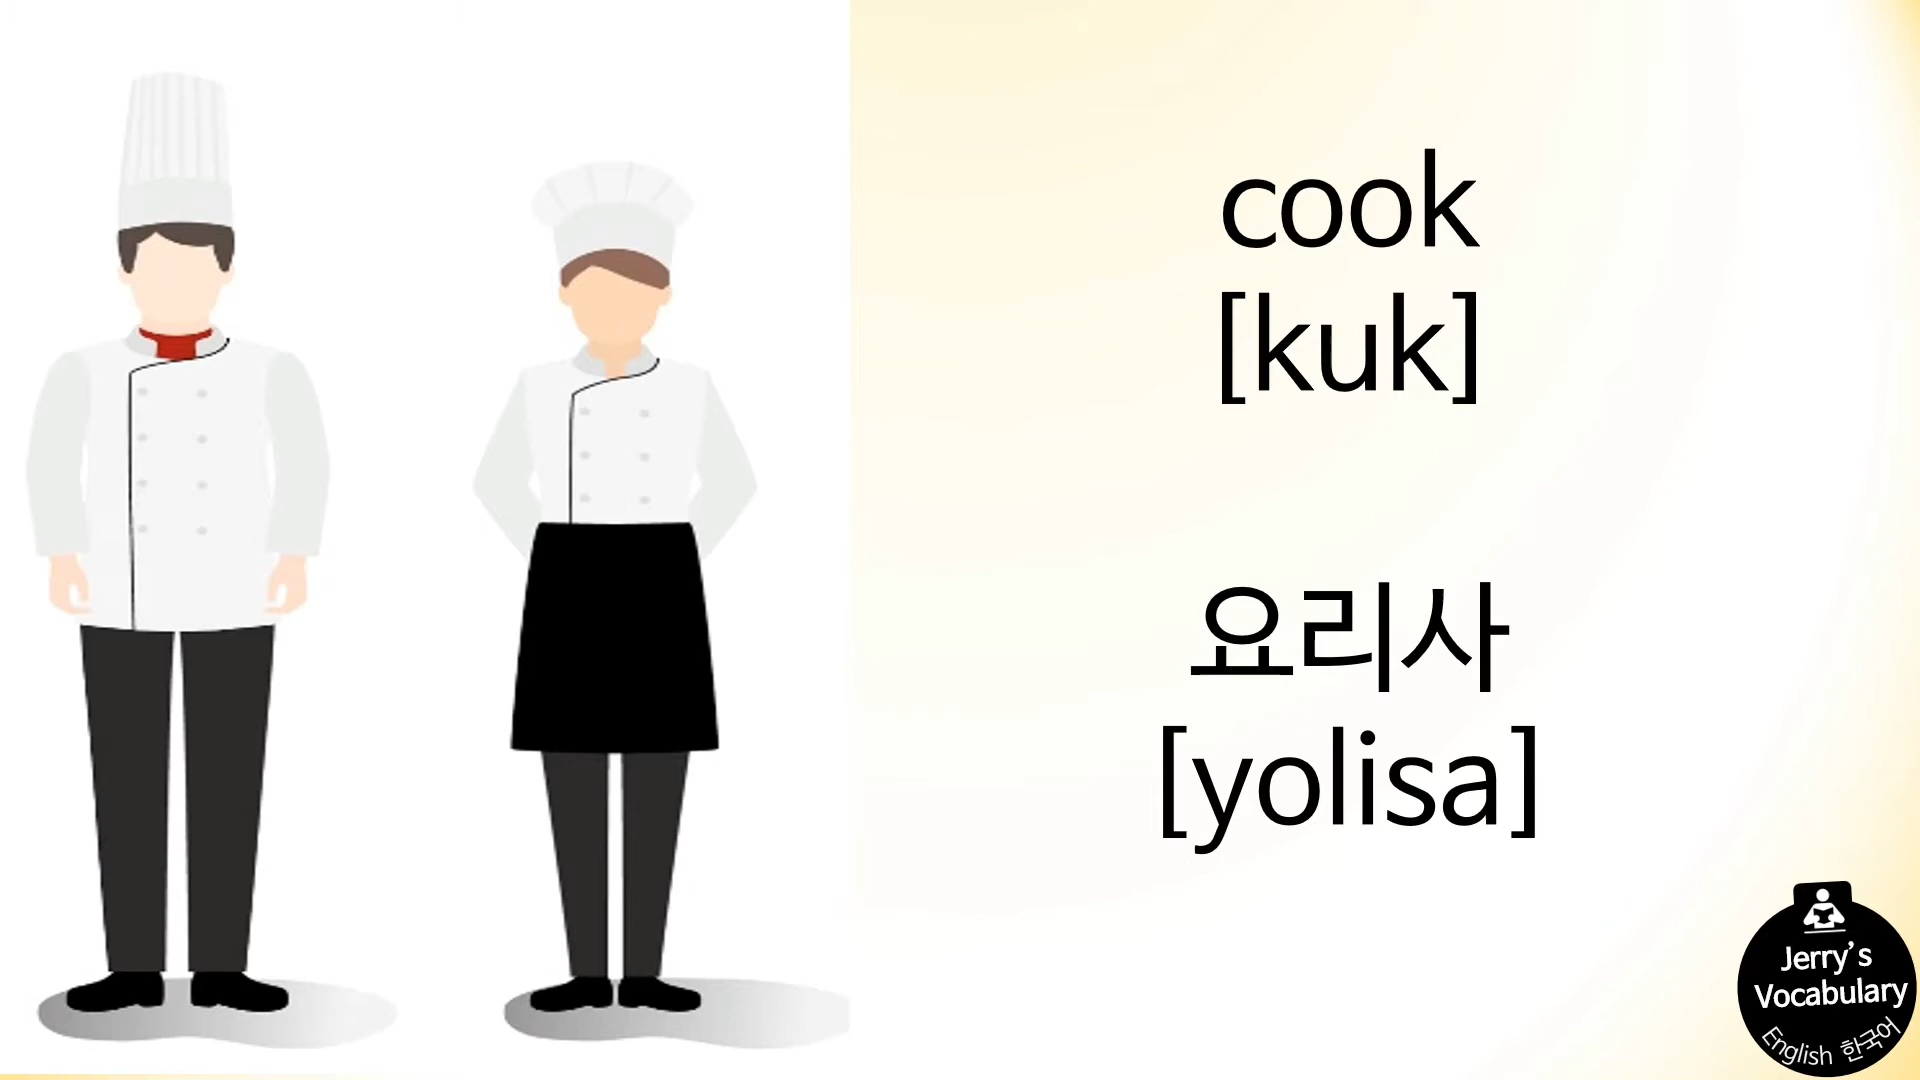 cook
[kuk]
요리사
[yolisa]
Jerry's
Vocabulary
English 한국어